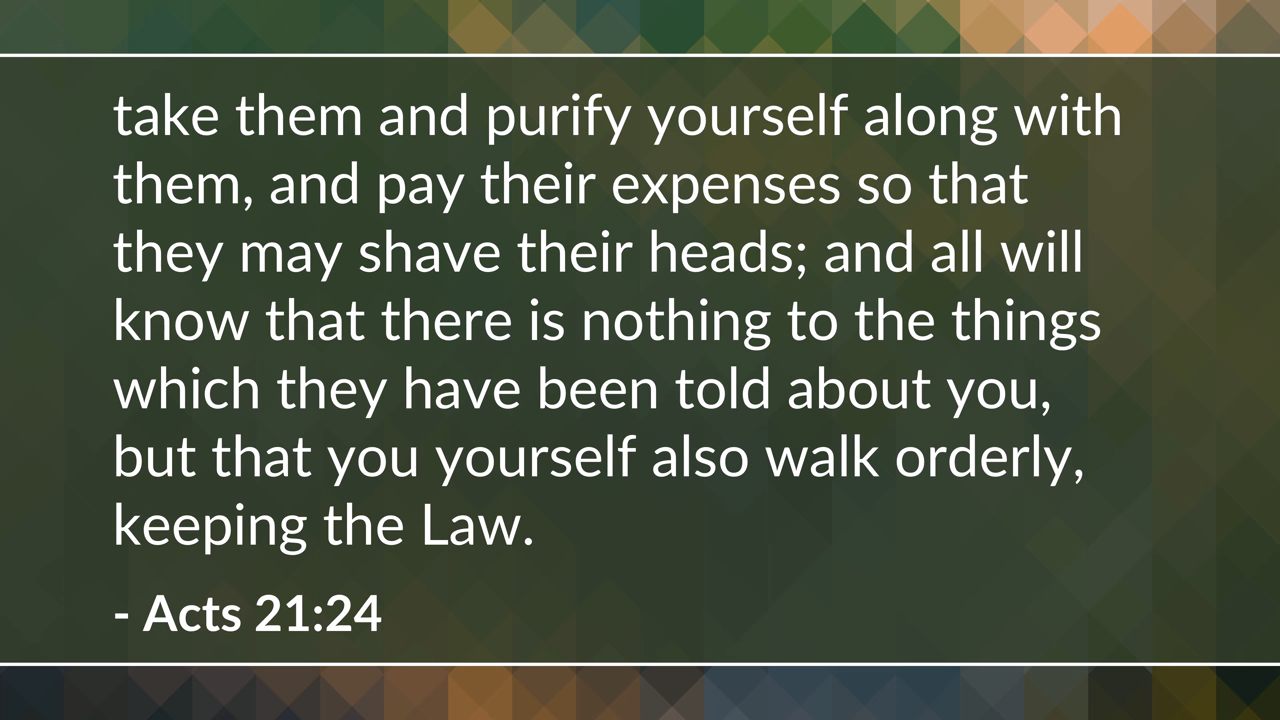 take them and purify yourself along with
them, and pay their expenses so that
they may shave their heads; and all will
know that there is nothing to the things
which they have been told about you,
but that you yourself also walk orderly,
keeping the Law.
- Acts 21:24